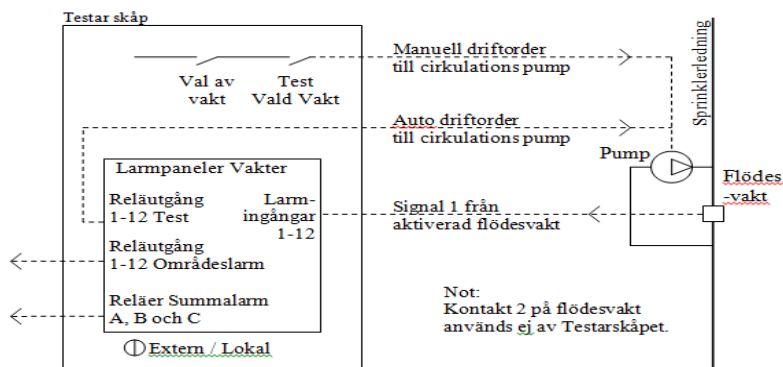 Testar skåp
Manuell driftorder
till cirkulations pump
Val av
vakt
Test
Vald Vakt
Sprinklerledning
Auto driftorder
till cirkulations pump
Pump
Flödes
-vakt
Larmpaneler Vakter
Reläutgång
1-12 Test
Larm-
ingångar
1-12
Signal 1 från
aktiverad flödesvakt
Reläutgång
1-12 Områdeslarm
Reläer Summalarm
A, B och C
Extern / Lokal
Not:
Kontakt 2 på flödesvakt
används ej av Testarskåpet.